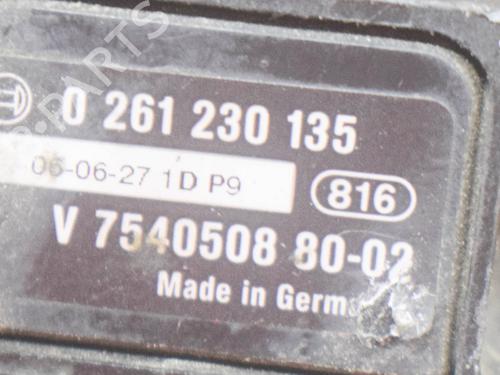 0 261 230 135
06-06-27 1D P9
816
V 7540508 80-02
Made in Germ